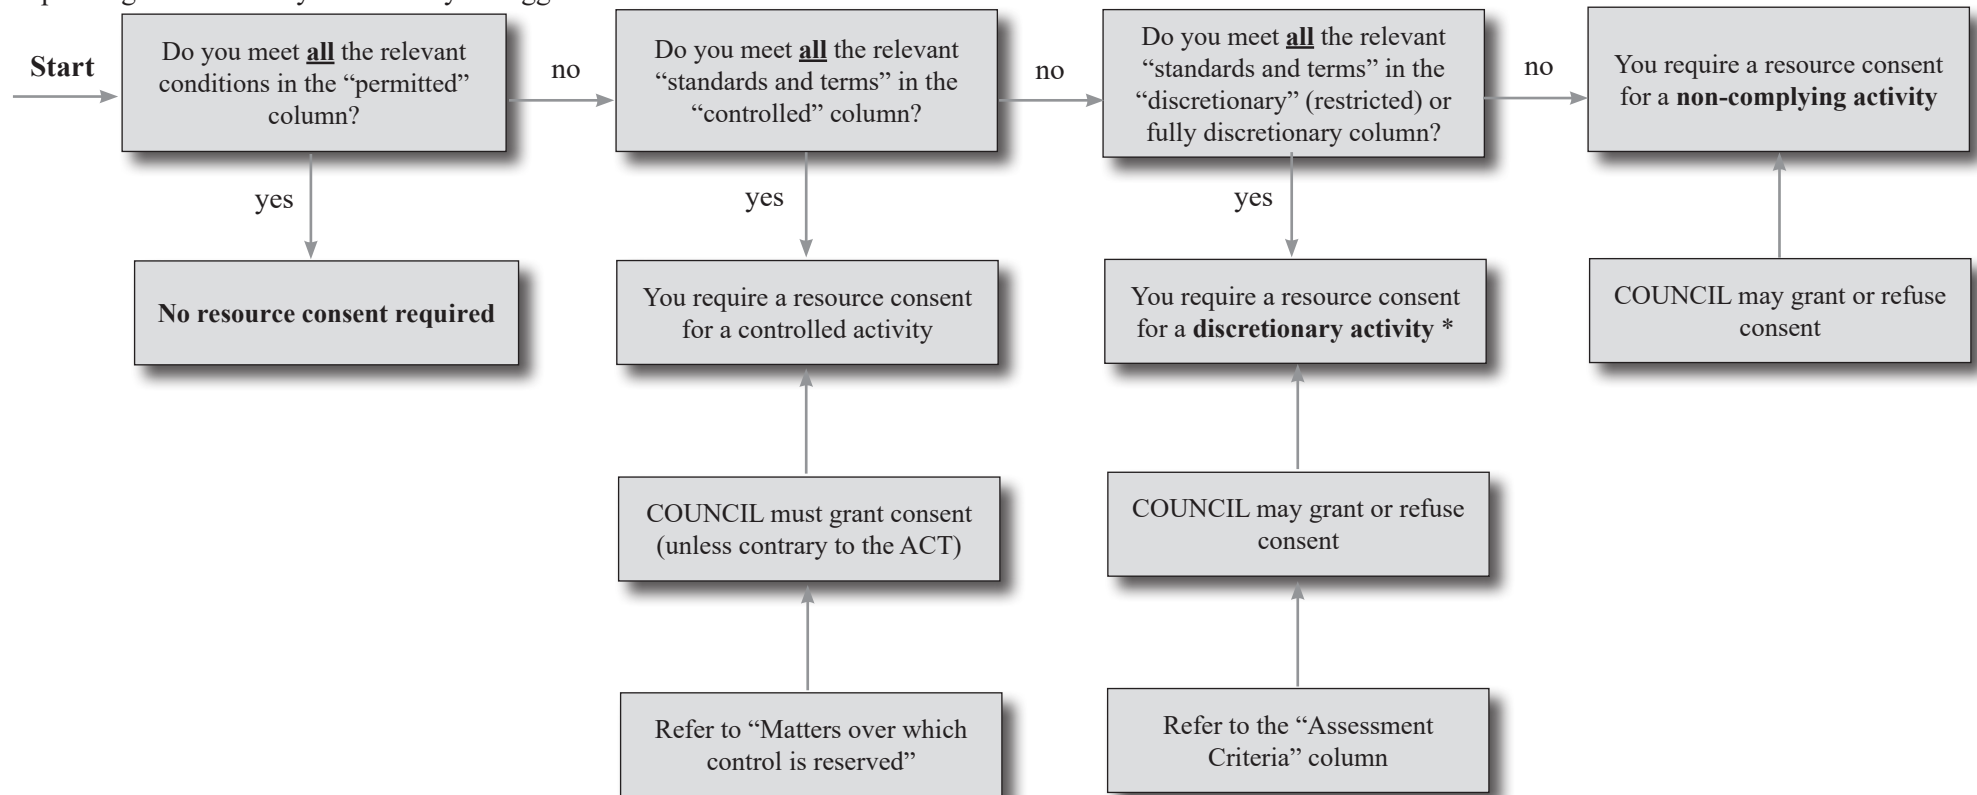 Start
Do you meet all the relevant
conditions in the “permitted”
column?
no
Do you meet all the relevant
“standards and terms” in the
“controlled” column?
no
Do you meet all the relevant
“standards and terms” in the
“discretionary” (restricted) or
fully discretionary column?
no
You require a resource consent
for a non-complying activity
yes
yes
yes
No resource consent required
You require a resource consent
for a controlled activity
You require a resource consent
for a discretionary activity *
COUNCIL may grant or refuse
consent
COUNCIL must grant consent
(unless contrary to the ACT)
COUNCIL may grant or refuse
consent
Refer to “Matters over which
control is reserved”
Refer to the “Assessment
Criteria” column